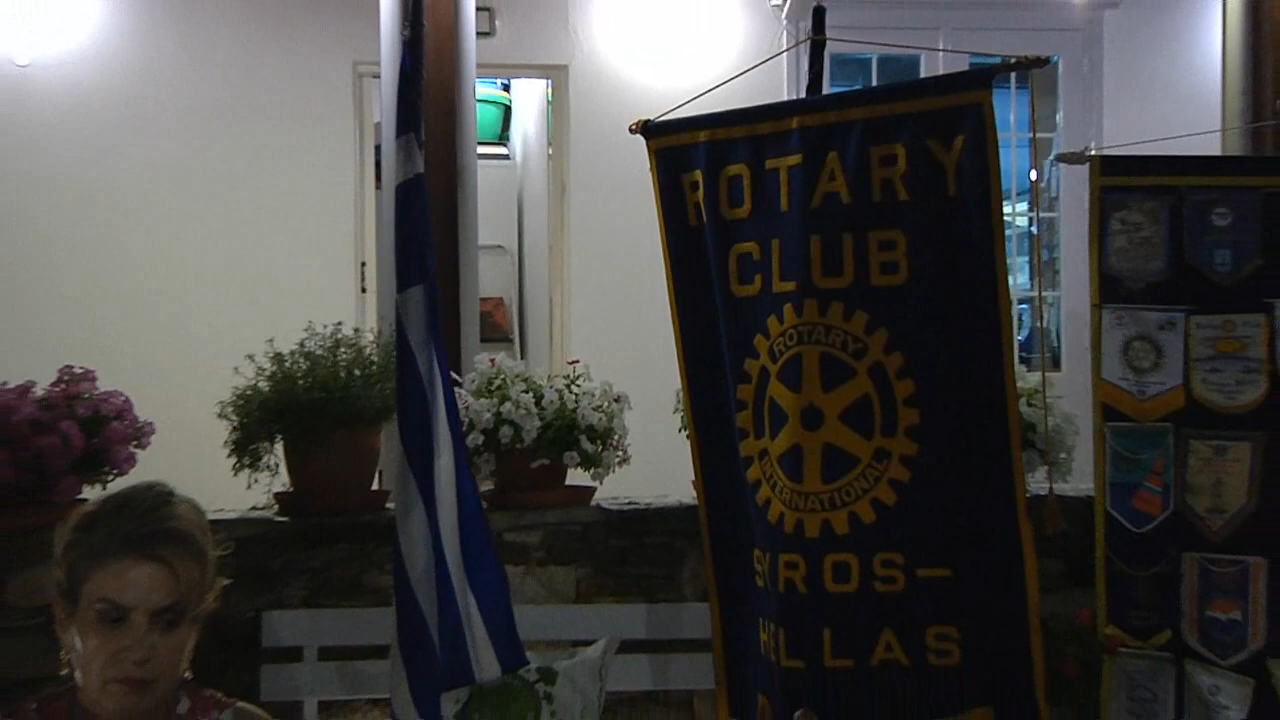 ROTARY
CLUB
ROTARY
INTERNATIONAL
SYROS–
HELLAS